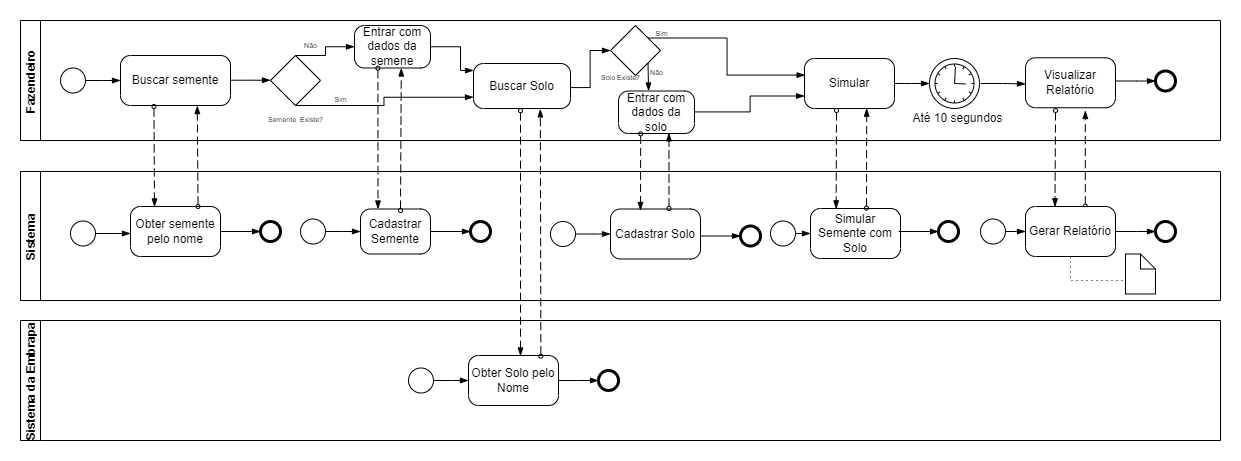 Fazendeiro
Buscar semente
Semente Existe?
Não
Sim
Entrar com
dados da
semene
Buscar Solo
Solo Existe?
Sim
Não
Entrar com
dados da
solo
Simular
Até 10 segundos
Visualizar
Relatório
Sistema
Obter semente
pelo nome
Cadastrar
Semente
Cadastrar Solo
Simular
Semente com
Solo
Gerar Relatório
Sistema da Embrapa
Obter Solo pelo
Nome